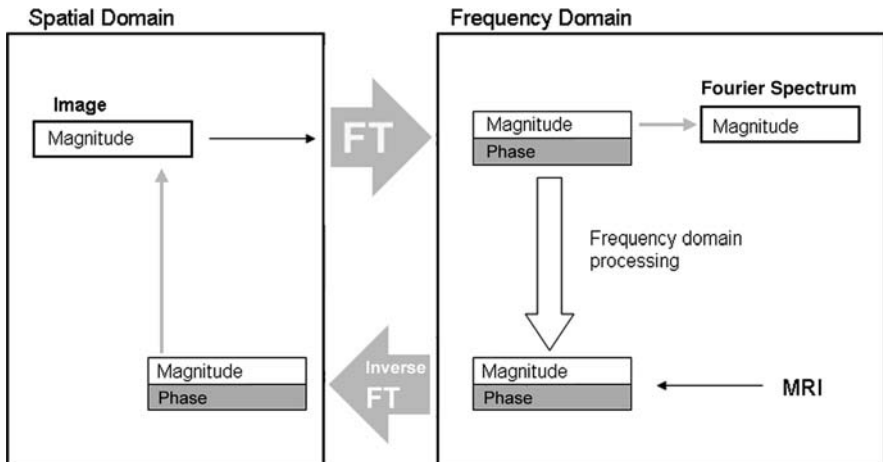 Spatial Domain
Frequency Domain
Image
Magnitude
FT
Magnitude
Phase
Fourier Spectrum
Magnitude
Frequency domain
processing
Magnitude
Phase
Inverse
FT
Magnitude
Phase
MRI